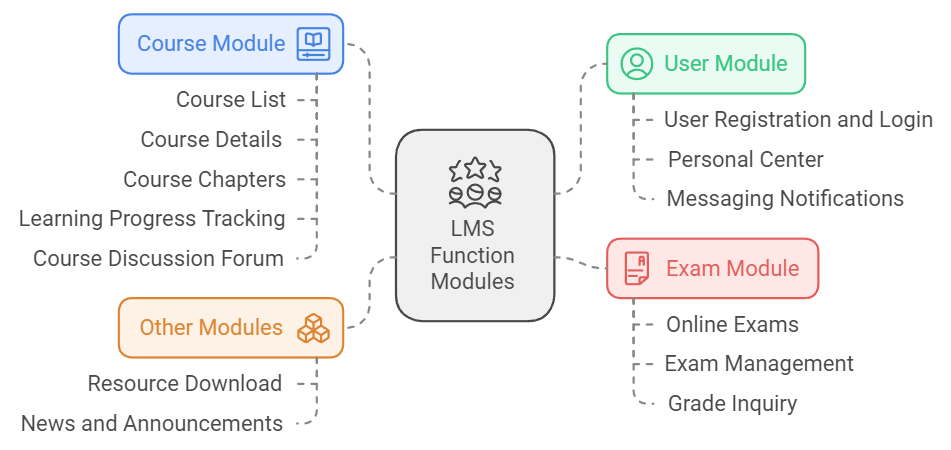 Course Module
Course List
Course Details
Course Chapters
Learning Progress Tracking
Course Discussion Forum
Other Modules
Resource Download
News and Announcements
LMS
Function
Modules
User Module
User Registration and Login
Personal Center
Messaging Notifications
Exam Module
Online Exams
Exam Management
Grade Inquiry